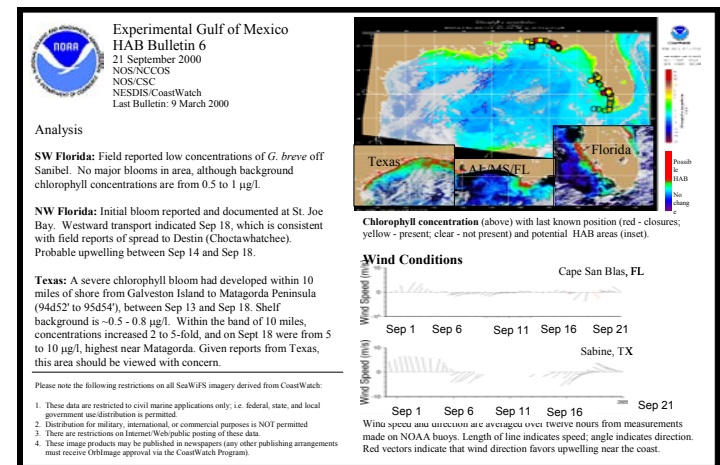 Experimental Gulf of Mexico
HAB Bulletin 6
21 September 2000
NOS/NCCOS
NOS/CSC
NESDIS/CoastWatch
Last Bulletin: 9 March 2000
NOAA
Analysis
SW Florida: Field reported low concentrations of G. breve off
Sanibel. No major blooms in area, although background
chlorophyll concentrations are from 0.5 to 1 µg/l.
NW Florida: Initial bloom reported and documented at St. Joe
Bay. Westward transport indicated Sep 18, which is consistent
with field reports of spread to Destin (Choctawhatchee).
Probable upwelling between Sep 14 and Sep 18.
Texas: A severe chlorophyll bloom had developed within 10
miles of shore from Galveston Island to Matagorda Peninsula
(94d52' to 95d54'), between Sep 13 and Sep 18. Shelf
background is ~0.5 - 0.8 µg/l. Within the band of 10 miles,
concentrations increased 2 to 5-fold, and on Sept 18 were from 5
to 10 µg/l, highest near Matagorda. Given reports from Texas,
this area should be viewed with concern.
Please note the following restrictions on all SeaWiFS imagery derived from CoastWatch:
1. These data are restricted to civil marine applications only; i.e. federal, state, and local
government use/distribution is permitted.
2. Distribution for military, international, or commercial purposes is NOT permitted
3. There are restrictions on Internet/Web/public posting of these data.
4. These image products may be published in newspapers (any other publishing arrangements
must receive OrbImage approval via the CoastWatch Program).
Texas
AL/MS/FL
Florida
Possib
le
HAB
No
chang
e
Chlorophyll concentration (above) with last known position (red - closures;
yellow - present; clear - not present) and potential HAB areas (inset).
Wind Conditions
Cape San Blas, FL
Wind Speed (m/s)
Sep 1 Sep 6 Sep 11 Sep 16 Sep 21
Sabine, TX
Wind Speed (m/s)
Sep 1 Sep 6 Sep 11 Sep 16 Sep 21
Wind speed and direction are averaged over twelve hours from measurements
made on NOAA buoys. Length of line indicates speed; angle indicates direction.
Red vectors indicate that wind direction favors upwelling near the coast.